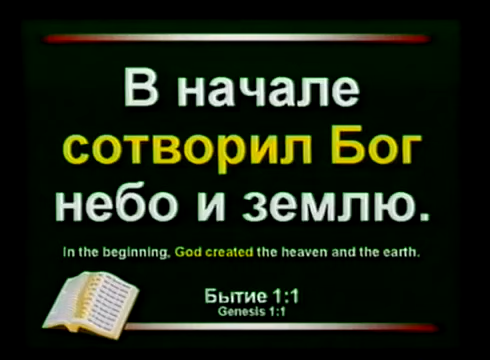 В начале
сотворил Бог
небо и землю.
In the beginning, God created the heaven and the earth.
Бытие 1:1
Genesis 1:1